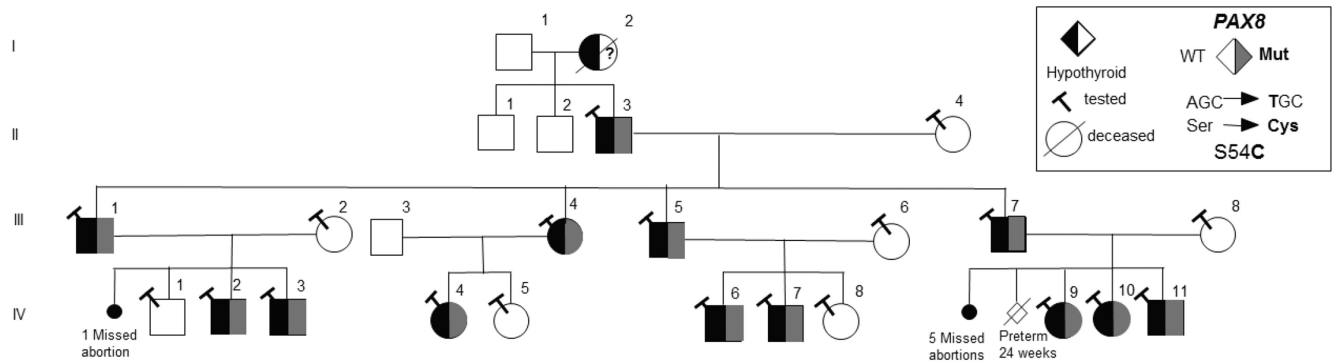 I
1
2
?
II
1
2
3
4
III
1
2
3
4
5
6
7
8
IV
1 Missed
abortion
1
2
3
4
5
6
7
8
5 Missed
abortions
Preterm
24 weeks
9
10
11
PAX8
WT Mut
Hypothyroid
tested
AGC TGC
Ser Cys
deceased
S54C